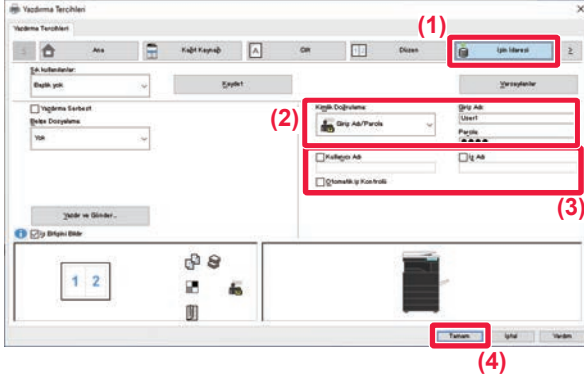 Yazdırma Tercihleri
Yazdırma Tercihleri
(1)
Ana
Kağıt Kaynağı
Cilt
Düzen
İşin İdaresi
Sık kullanılanlar:
Başlık yok
Kaydet
Varsayılanlar
Yazdırma Serbest
Belge Dosyalama:
Yok
(2)
Kimlik Doğrulama:
Giriş Adı/Parola
Giriş Adı:
User1
Parola:
Kullanıcı Adı
İş Adı
Otomatik İş Kontrolü
(3)
Yazdır ve Gönder...
İş Bitişini Bildir
1 2
Tamam
İptal
Yardım
(4)